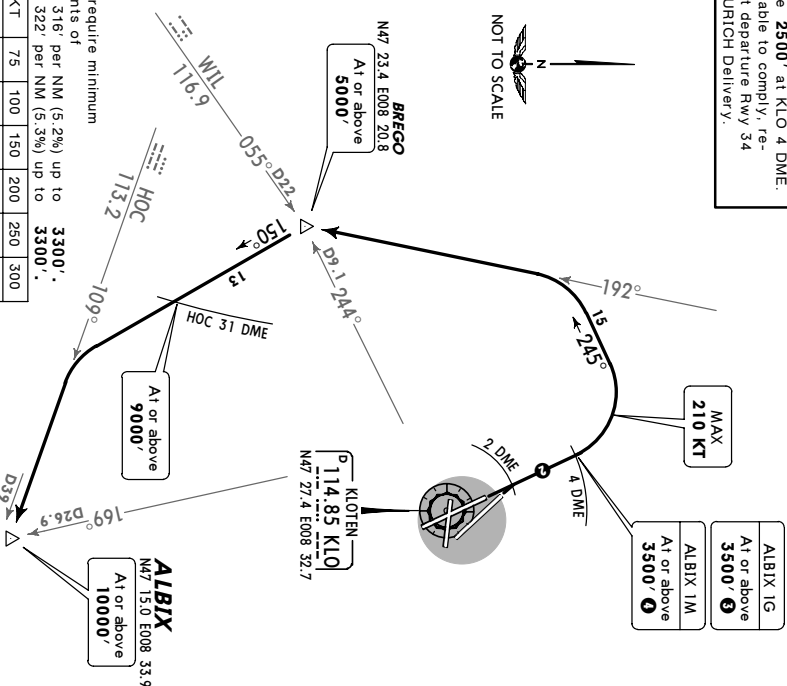 e 2500' at KLO 4 DME.
able to comply, re-
t departure Rwy 34
URICH Delivery.
ALBIX 1G
At or above
3500' 3
ALBIX 1M
At or above
3500' 4
MAX
210 KT
192°
15
245°
4 DME
N
NOT TO SCALE
2 DME
KLOTEN
D 114.85 KLO
N47 27.4 E008 32.7
BREGO
N47 23.4 E008 20.8
At or above
5000'
D9.1
244°
WIL
116.9
055°
D22
150°
13
HOC 31 DME
At or above
9000'
HOC
113.2
109°
169°
D26.9
D39
ALBIX
N47 15.0 E008 33.9
At or above
10000'
require minimum
nts of
316' per NM (5.2%) up to 3300'.
322' per NM (5.3%) up to 3300'.
KT 75 100 150 200 250 300